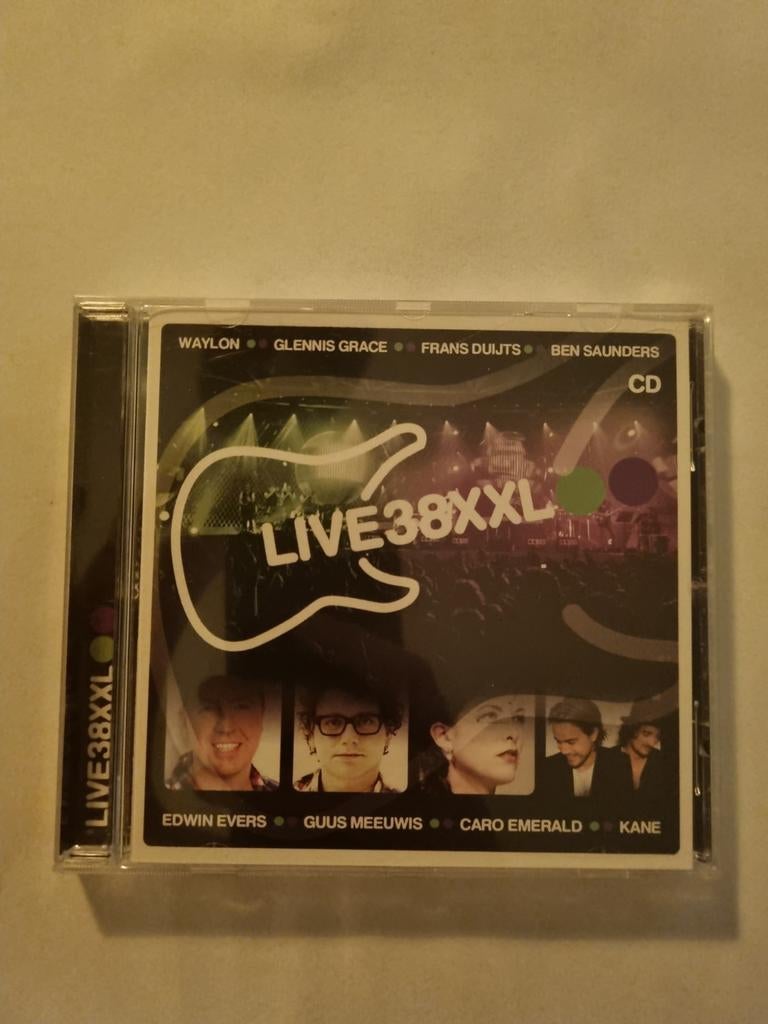 WAYLON GLENNIS GRACE FRANS DUIJTS BEN SAUNDERS
CD
LIVE38XXL
EDWIN EVERS GUUS MEEUWIS CARO EMERALD KANE
LIVE38XXL